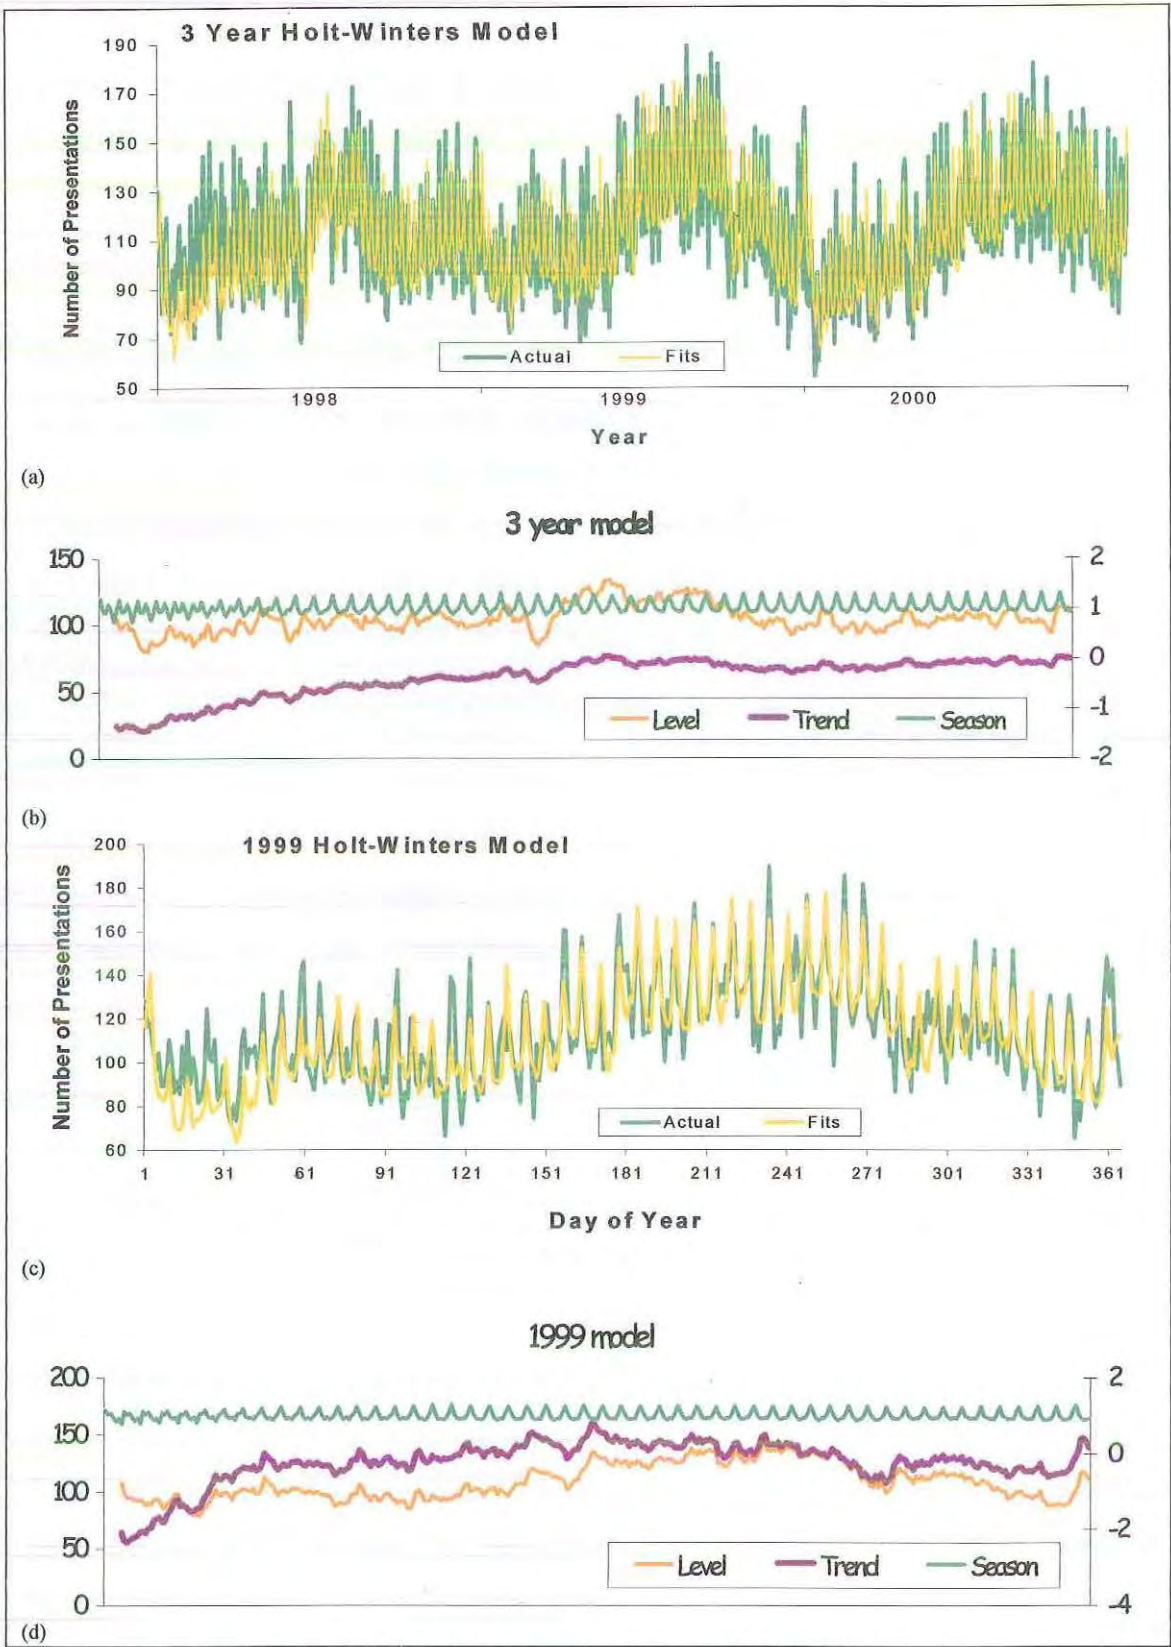 3 Year Holt-Winters Model
190
170
150
130
110
90
70
50
Number of Presentations
Actual Fits
1998 1999 2000
Year
(a)
3 year model
150
100
50
0
2
1
0
-1
-2
Level Trend Season
(b)
1999 Holt-Winters Model
200
180
160
140
120
100
80
60
Number of Presentations
Actual Fits
1 31 61 91 121 151 181 211 241 271 301 331 361
Day of Year
(c)
1999 model
200
150
100
50
0
2
0
-2
-4
Level Trend Season
(d)